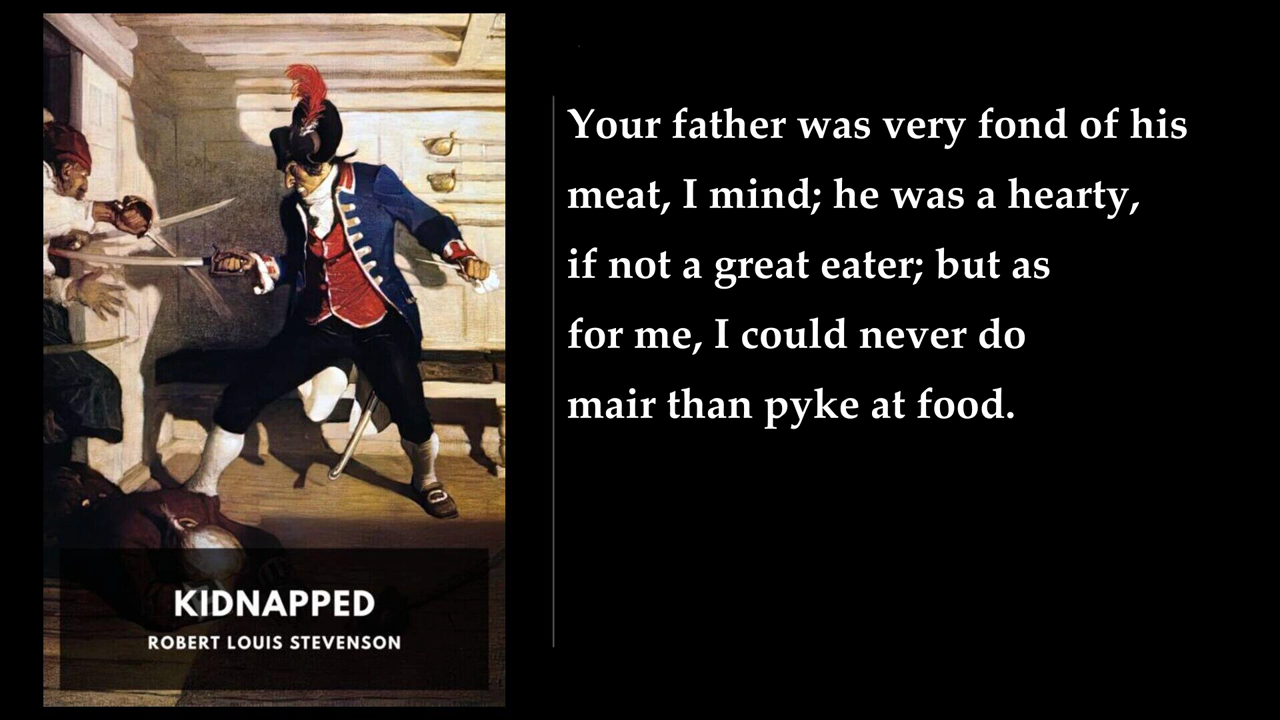 KIDNAPPED
ROBERT LOUIS STEVENSON
Your father was very fond of his
meat, I mind; he was a hearty,
if not a great eater; but as
for me, I could never do
mair than pyke at food.